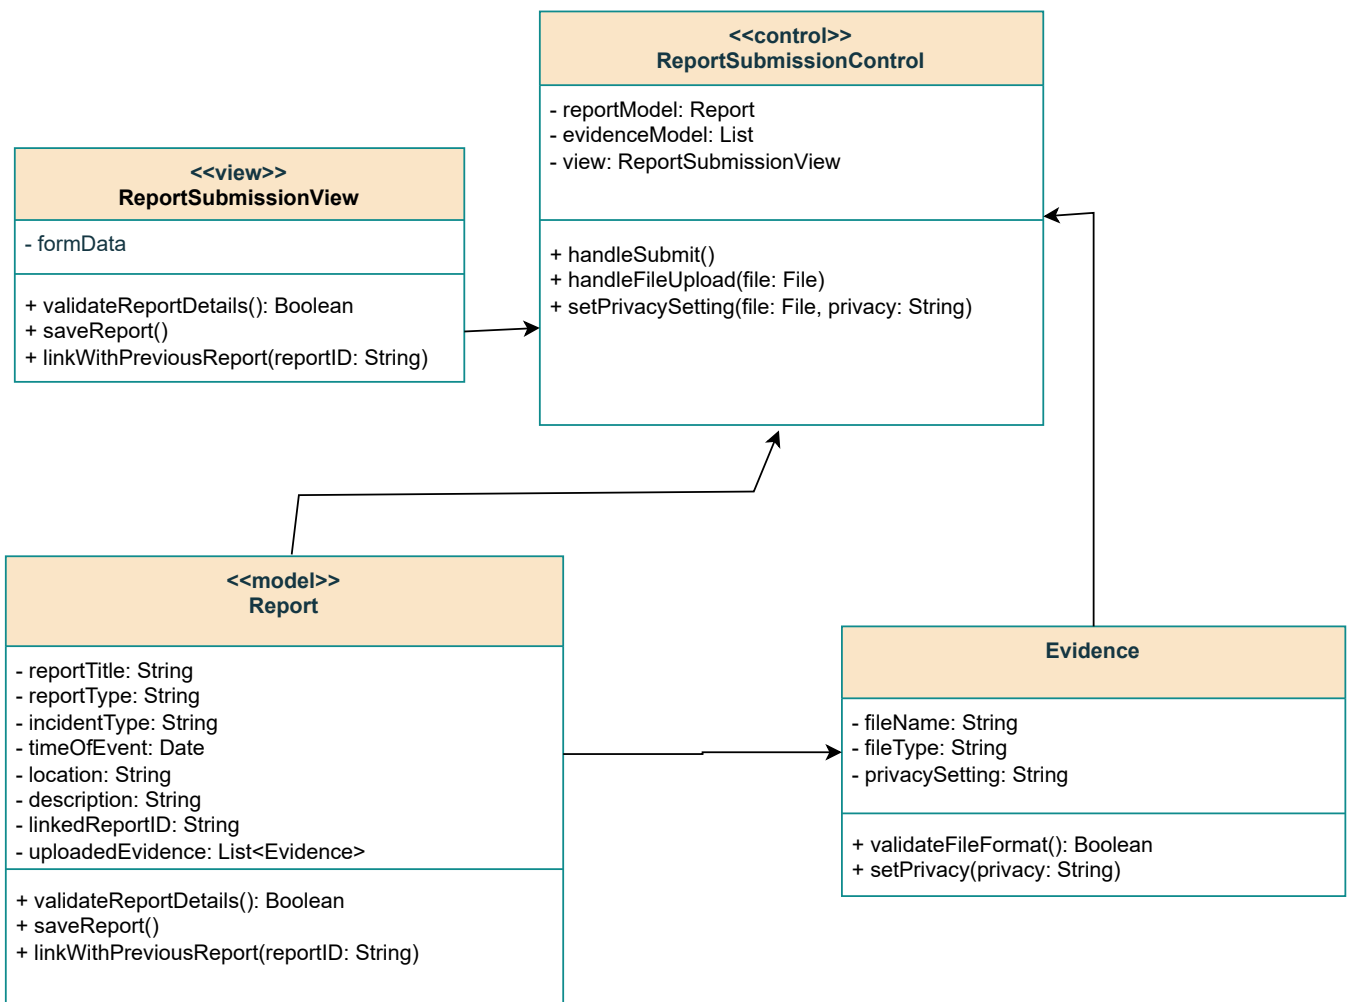 <<control>>
ReportSubmissionControl
- reportModel: Report
- evidenceModel: List
- view: ReportSubmissionView
+ handleSubmit()
+ handleFileUpload(file: File)
+ setPrivacySetting(file: File, privacy: String)
<<view>>
ReportSubmissionView
- formData
+ validateReportDetails(): Boolean
+ saveReport()
+ linkWithPreviousReport(reportID: String)
<<model>>
Report
- reportTitle: String
- reportType: String
- incidentType: String
- timeOfEvent: Date
- location: String
- description: String
- linkedReportID: String
- uploadedEvidence: List<Evidence>
+ validateReportDetails(): Boolean
+ saveReport()
+ linkWithPreviousReport(reportID: String)
Evidence
- fileName: String
- fileType: String
- privacySetting: String
+ validateFileFormat(): Boolean
+ setPrivacy(privacy: String)